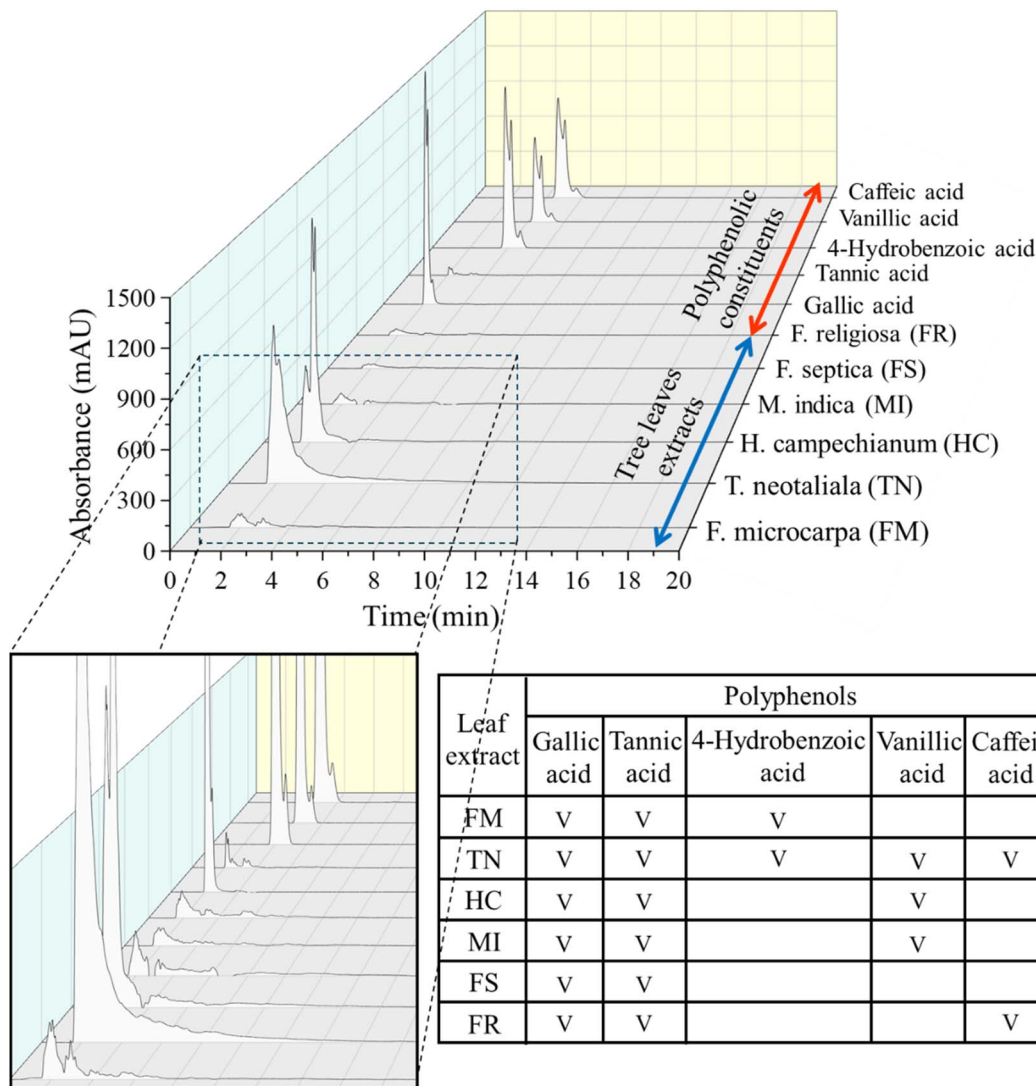 Caffeic acid
Vanillic acid
4-Hydrobenzoic acid
Tannic acid
Gallic acid
F. religiosa (FR)
F. septica (FS)
M. indica (MI)
H. campechianum (HC)
T. neotaliala (TN)
F. microcarpa (FM)
Polyphenolic
constituents
Tree leaves
extracts
Absorbance (mAU)
1500
1200
900
600
300
0
0 2 4 6 8 10 12 14 16 18 20
Time (min)
Leaf
extract
Polyphenols
Gallic
acid
Tannic
acid
4-Hydrobenzoic
acid
Vanillic
acid
Caffei
acid
FM V V V
TN V V V V V
HC V V V
MI V V V
FS V V
FR V V V